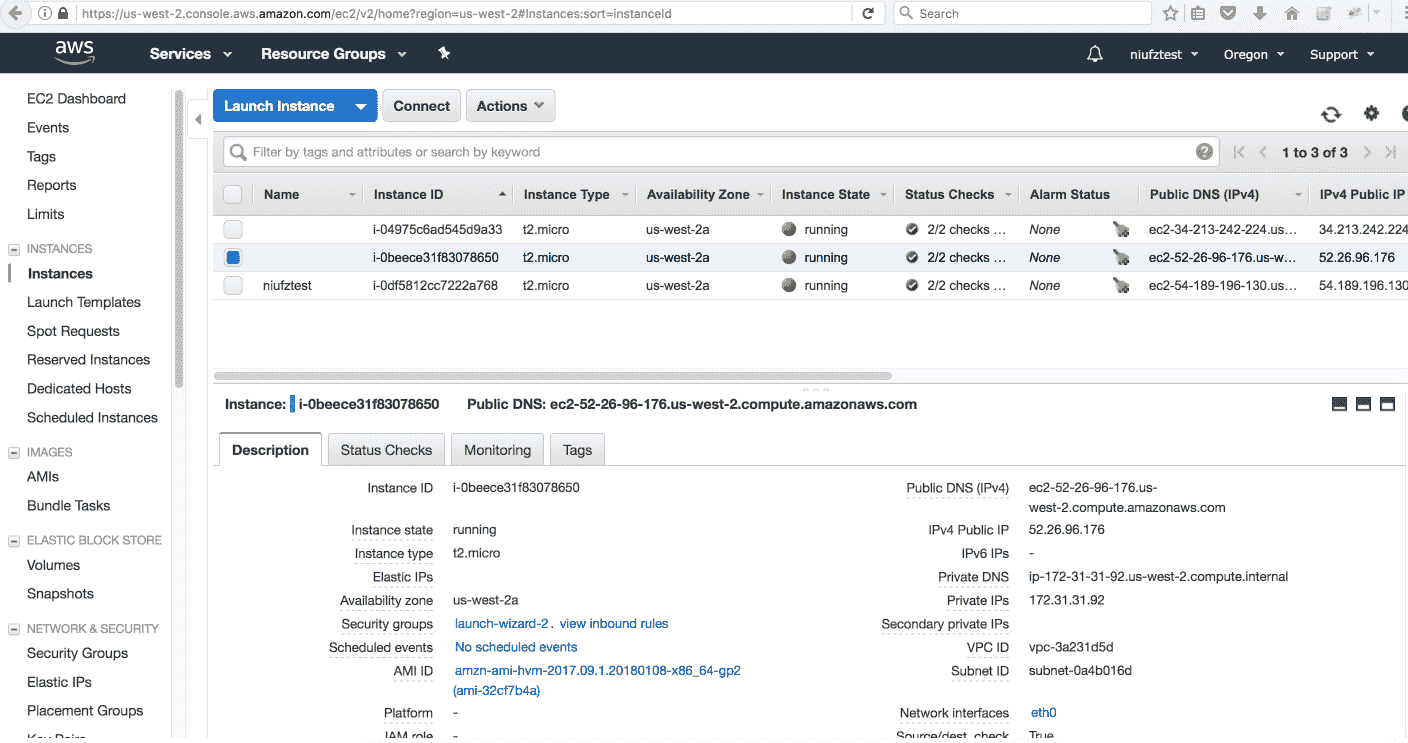 https://us-west-2.console.aws.amazon.com/ec2/v2/home?region=us-west-2#Instances:sort=instanceId
Search
aws
Services
Resource Groups
niufztest
Oregon
Support
EC2 Dashboard
Events
Tags
Reports
Limits
INSTANCES
Instances
Launch Templates
Spot Requests
Reserved Instances
Dedicated Hosts
Scheduled Instances
IMAGES
AMIs
Bundle Tasks
ELASTIC BLOCK STORE
Volumes
Snapshots
NETWORK & SECURITY
Security Groups
Elastic IPs
Placement Groups
Key Pairs
Launch Instance Connect Actions
Filter by tags and attributes or search by keyword
1 to 3 of 3
Name Instance ID Instance Type Availability Zone Instance State Status Checks Alarm Status Public DNS (IPv4) IPv4 Public IP
i-04975c6ad545d9a33 t2.micro us-west-2a running 2/2 checks ... None ec2-34-213-242-224.us... 34.213.242.224
i-0beece31f83078650 t2.micro us-west-2a running 2/2 checks ... None ec2-52-26-96-176.us-w... 52.26.96.176
niufztest i-0df5812cc7222a768 t2.micro us-west-2a running 2/2 checks ... None ec2-54-189-196-130.us... 54.189.196.130
Instance: i-0beece31f83078650 Public DNS: ec2-52-26-96-176.us-west-2.compute.amazonaws.com
Description Status Checks Monitoring Tags
Instance ID i-0beece31f83078650
Instance state running
Instance type t2.micro
Elastic IPs
Availability zone us-west-2a
Security groups launch-wizard-2. view inbound rules
Scheduled events No scheduled events
AMI ID amzn-ami-hvm-2017.09.1.20180108-x86_64-gp2
(ami-32cf7b4a)
Platform -
IAM role -
Public DNS (IPv4) ec2-52-26-96-176.us-
west-2.compute.amazonaws.com
IPv4 Public IP 52.26.96.176
IPv6 IPs -
Private DNS ip-172-31-31-92.us-west-2.compute.internal
Private IPs 172.31.31.92
Secondary private IPs
VPC ID vpc-3a231d5d
Subnet ID subnet-0a4b016d
Network interfaces eth0
Source/dest. check True